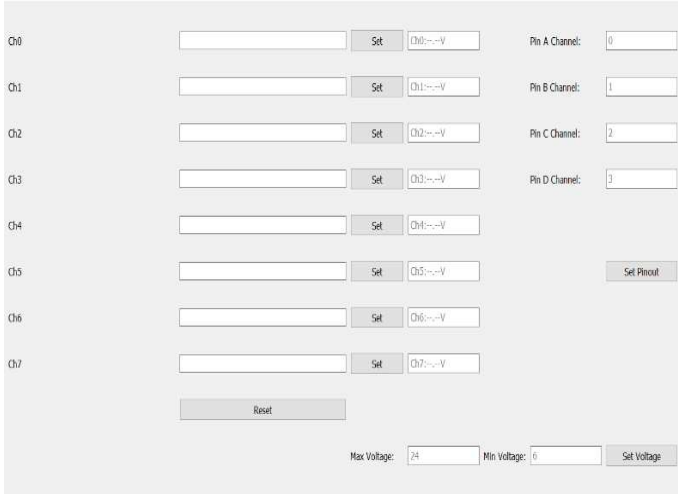 Ch0 Set Ch0:--.--V Pin A Channel: 0
Ch1 Set Ch1:--.--V Pin B Channel: 1
Ch2 Set Ch2:--.--V Pin C Channel: 2
Ch3 Set Ch3:--.--V Pin D Channel: 3
Ch4 Set Ch4:--.--V
Ch5 Set Ch5:--.--V Set Pinout
Ch6 Set Ch6:--.--V
Ch7 Set Ch7:--.--V
Reset
Max Voltage: 24 Min Voltage: 6 Set Voltage